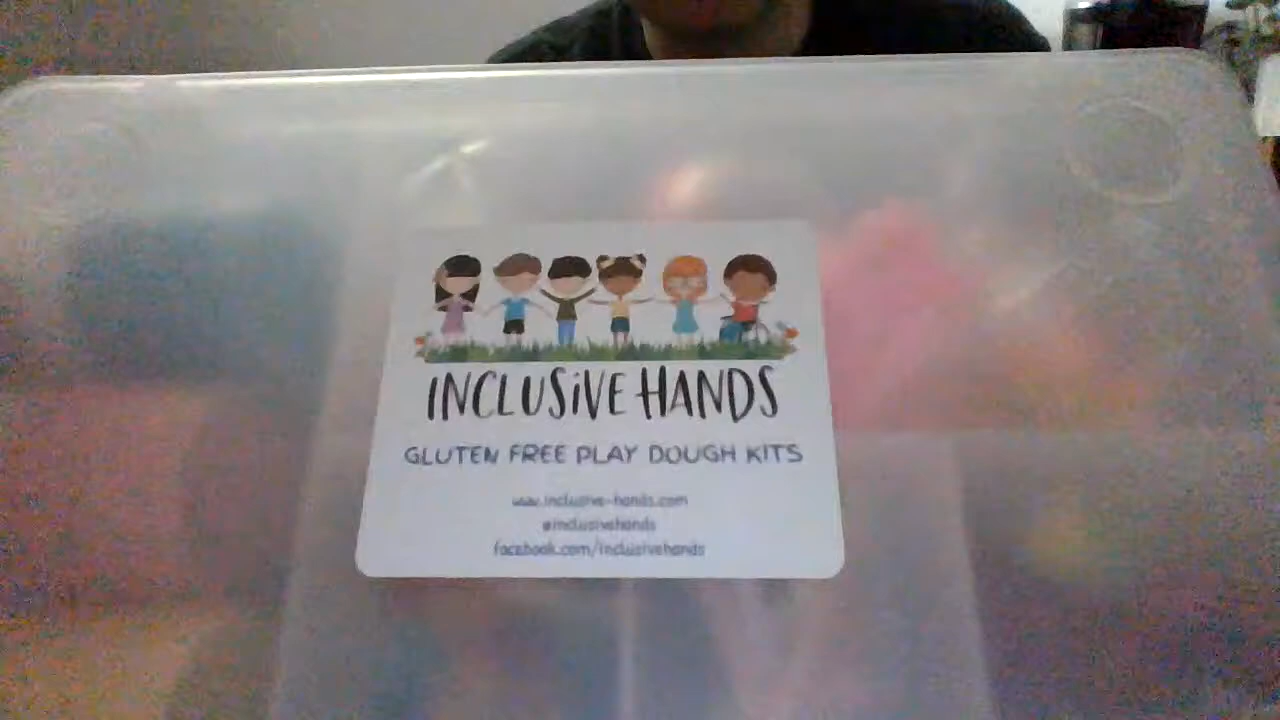 INCLUSIVE HANDS
GLUTEN FREE PLAY DOUGH KITS
www.inclusive-hands.com
@inclusivehands
facebook.com/inclusivehands